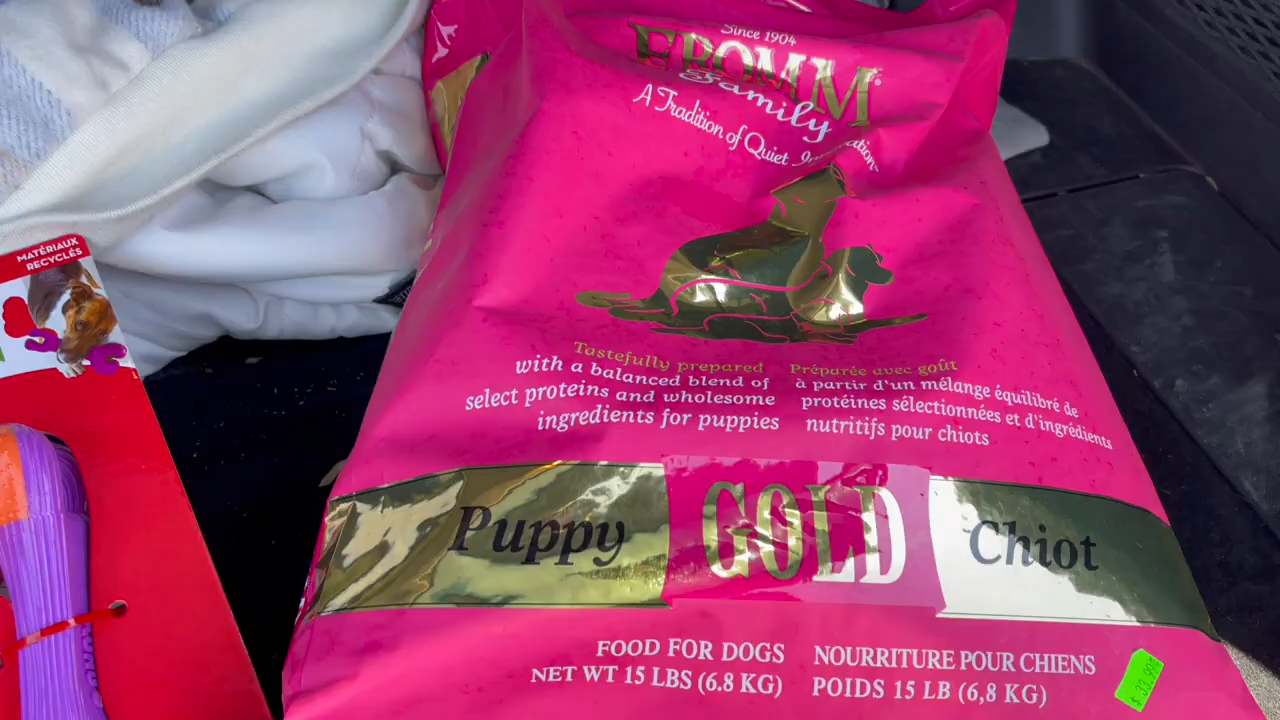 Since 1904
FROMM®
Family
A Tradition of Quiet
MATÉRIAUX
RECYCLÉS
Tastefully prepared
with a balanced blend of
select proteins and wholesome
ingredients for puppies
Préparée avec goût
à partir d'un mélange équilibré de
protéines sélectionnées et d'ingrédients
nutritifs pour chiots
Puppy
GOLD
Chiot
FOOD FOR DOGS
NET WT 15 LBS (6.8 KG)
NOURRITURE POUR CHIENS
POIDS 15 LB (6,8 KG)
$33.99